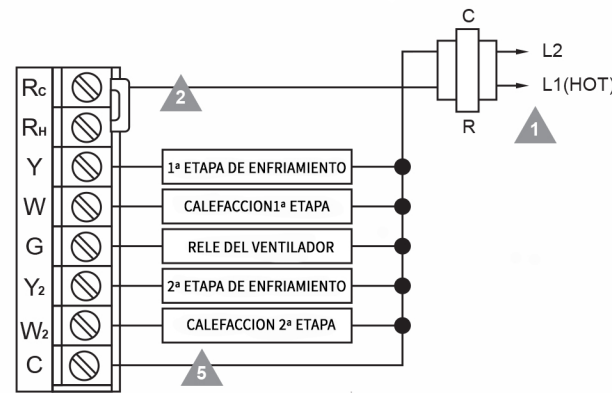 C
L2
Rc
2
L1(HOT)
RH
R
1
Y
1ª ETAPA DE ENFRIAMIENTO
W
CALEFACCION1ª ETAPA
G
RELE DEL VENTILADOR
Y2
2ª ETAPA DE ENFRIAMIENTO
W2
CALEFACCION 2ª ETAPA
C
5